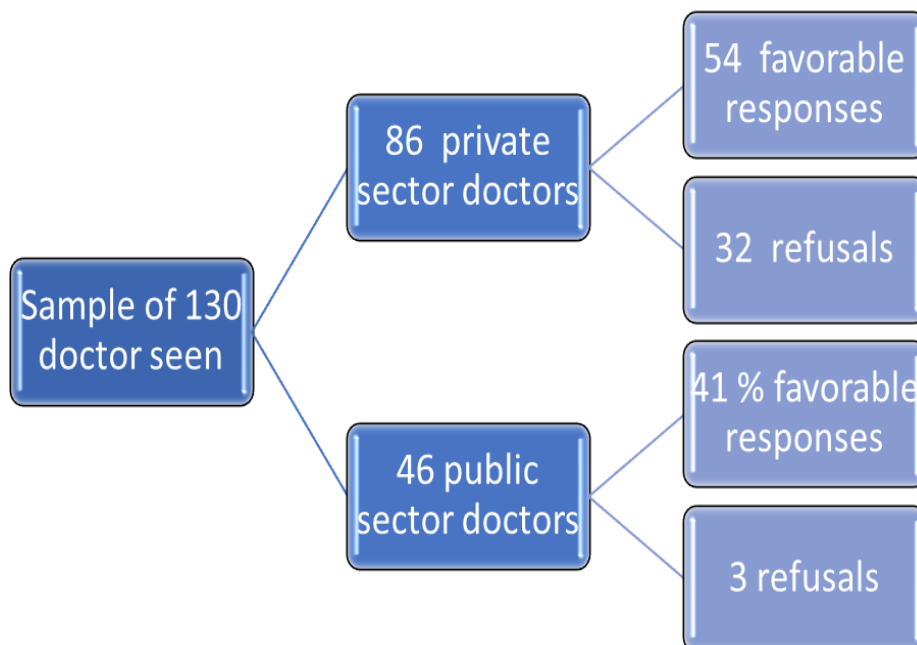 Sample of 130
doctor seen
86 private
sector doctors
54 favorable
responses
32 refusals
46 public
sector doctors
41 % favorable
responses
3 refusals